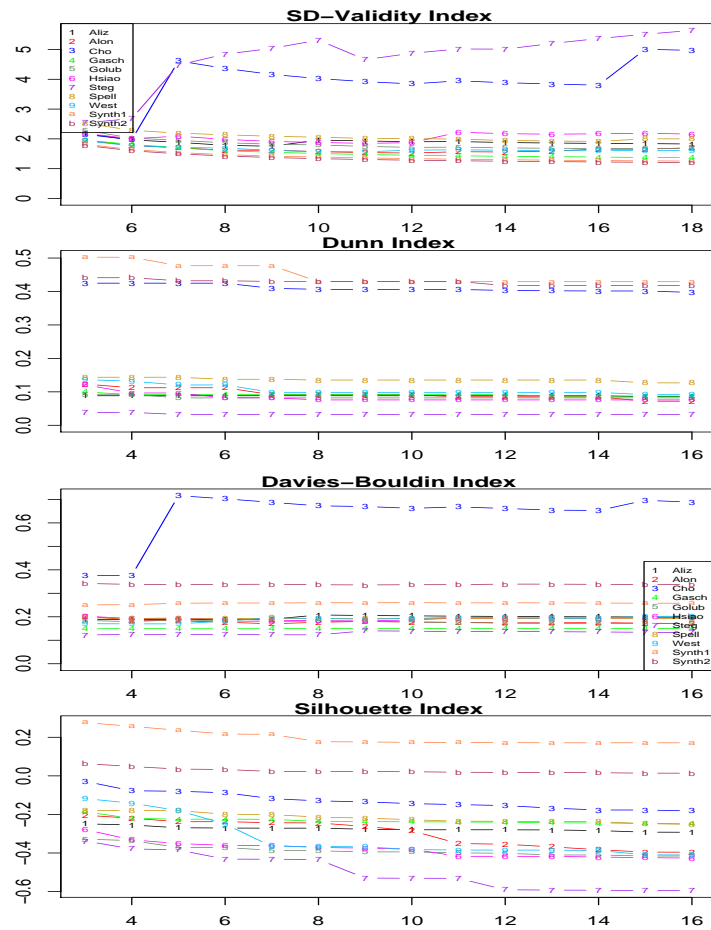 SD−Validity Index
1 Aliz
2 Alon
3 Cho
4 Gasch
5 Golub
6 Hsiao
7 Steg
8 Spell
9 West
a Synth1
b Synth2
0 1 2 3 4 5
6 8 10 12 14 16 18
Dunn Index
0.0 0.1 0.2 0.3 0.4 0.5
4 6 8 10 12 14 16
Davies−Bouldin Index
0.0 0.2 0.4 0.6
1 Aliz
2 Alon
3 Cho
4 Gasch
5 Golub
6 Hsiao
7 Steg
8 Spell
9 West
a Synth1
b Synth2
4 6 8 10 12 14 16
Silhouette Index
−0.6 −0.4 −0.2 0.0 0.2
4 6 8 10 12 14 16